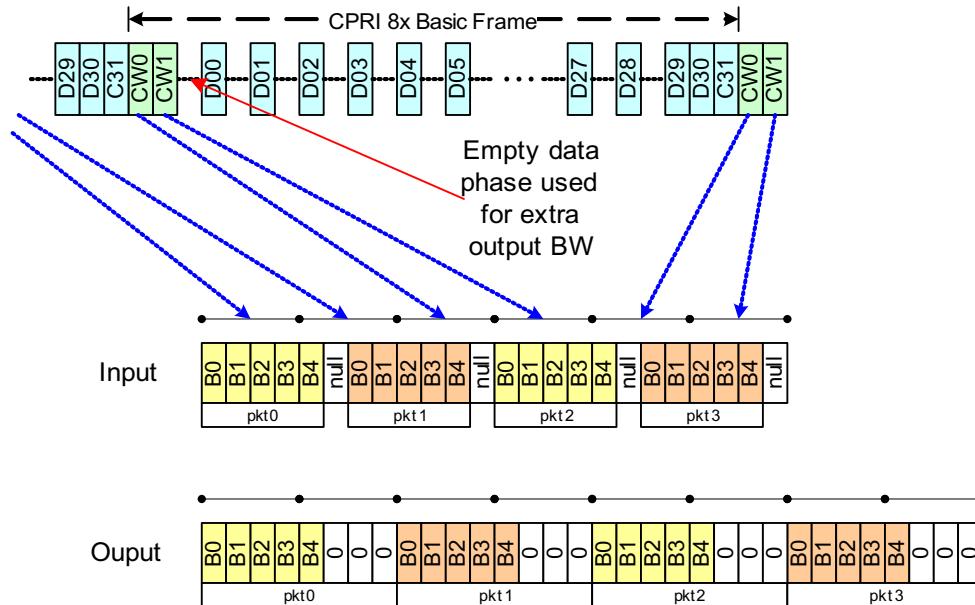 CPRI 8x Basic Frame
D29 D30 C31 CW0 CW1 D00 D01 D02 D03 D04 D05 ... D27 D28 D29 D30 C31 CW0 CW1
Empty data
phase used
for extra
output BW
Input
B0 B1 B2 B3 B4 null B0 B1 B2 B3 B4 null B0 B1 B2 B3 B4 null B0 B1 B2 B3 B4 null
pkt0 pkt1 pkt2 pkt3
Ouput
B0 B1 B2 B3 B4 0 0 0 B0 B1 B2 B3 B4 0 0 0 B0 B1 B2 B3 B4 0 0 0 B0 B1 B2 B3 B4 0 0 0
pkt0 pkt1 pkt2 pkt3